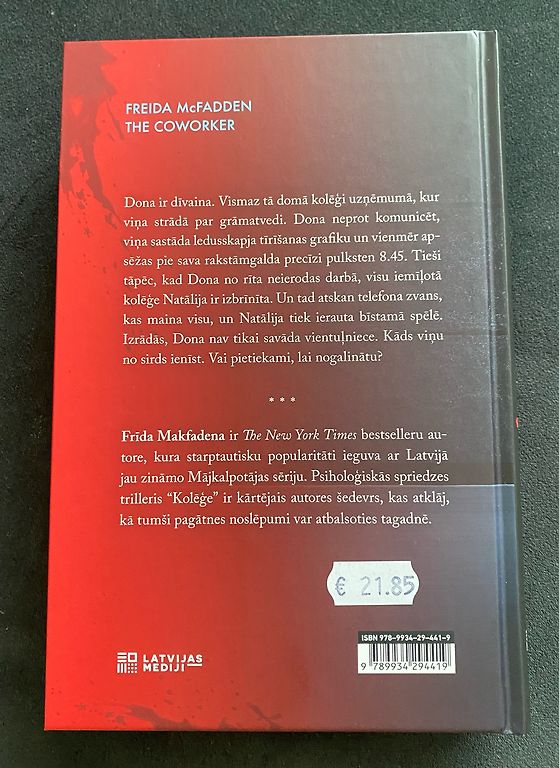 FREIDA McFADDEN
THE COWORKER
Dona ir dīvaina. Vismaz tā domā kolēģi uzņēmumā, kur
viņa strādā par grāmatvedi. Dona neprot komunicēt,
viņa sastāda ledusskapja tīrīšanas grafiku un vienmēr ap-
sēžas pie sava rakstāmgalda precīzi pulksten 8.45. Tieši
tāpēc, kad Dona no rīta neierodas darbā, visu iemīļotā
kolēģe Natālija ir izbrīnīta. Un tad atskan telefona zvans,
kas maina visu, un Natālija tiek ierauta bīstamā spēlē.
Izrādās, Dona nav tikai savāda vientuļniece. Kāds viņu
no sirds ienīst. Vai pietiekami, lai nogalinātu?
* * *
Frīda Makfadena ir The New York Times bestselleru au-
tore, kura starptautisku popularitāti ieguva ar Latvijā
jau zināmo Mājkalpotājas sēriju. Psiholoģiskās spriedzes
trilleris “Kolēģe” ir kārtējais autores šedevrs, kas atklāj,
kā tumši pagātnes noslēpumi var atbalsoties tagadnē.
€ 21.85
ISBN 978-9934-29-441-9
9 789934 294419
LATVIJAS
MEDIJI